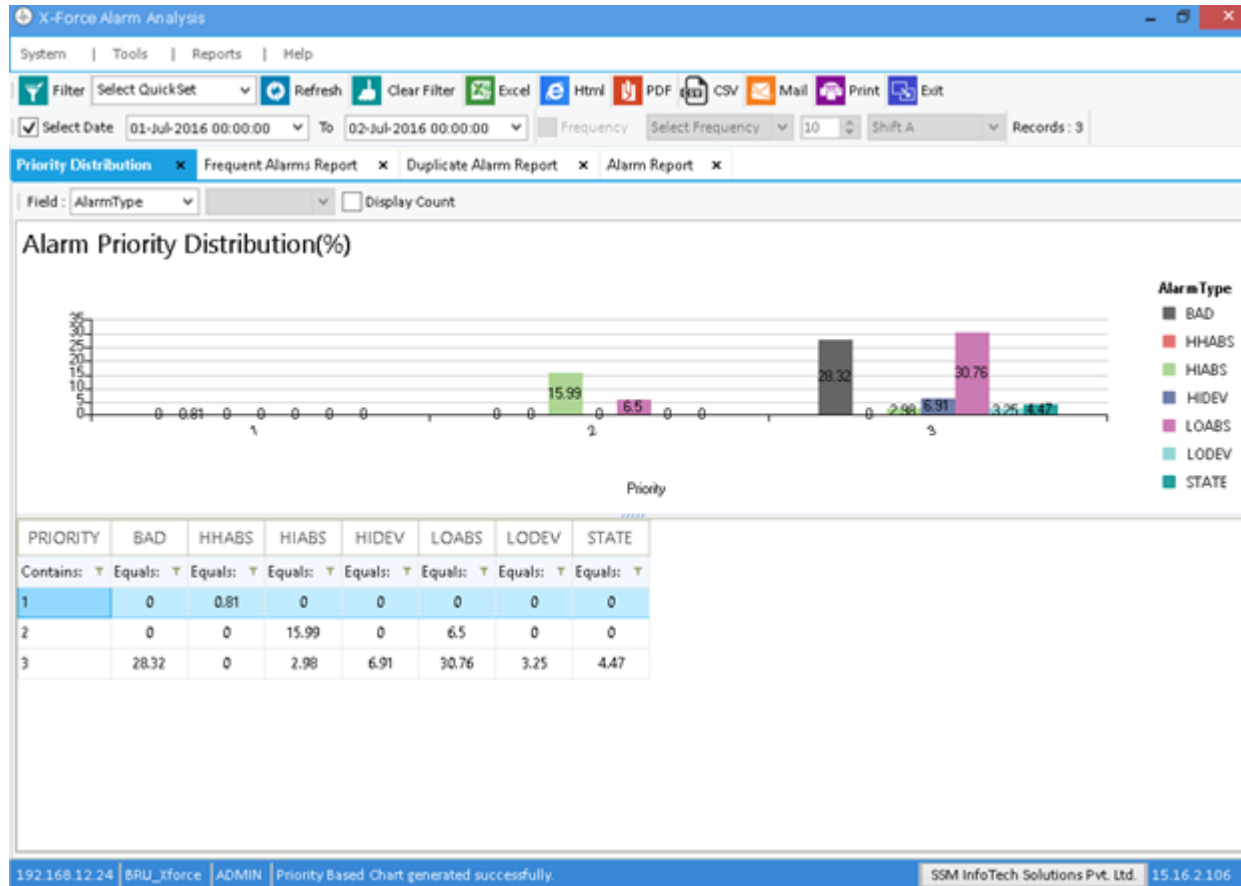 X-Force Alarm Analysis
System | Tools | Reports | Help
Filter Select QuickSet Refresh Clear Filter Excel Html PDF CSV Mail Print Exit
Select Date 01-Jul-2016 00:00:00 To 02-Jul-2016 00:00:00 Frequency Select Frequency 10 Shift A Records : 3
Priority Distribution x Frequent Alarms Report x Duplicate Alarm Report x Alarm Report x
Field : AlarmType Display Count
Alarm Priority Distribution(%)
35
30
25
20
15
10
5
0
0 0.81 0 0 0 0 0
0 0 15.99 0 6.5 0 0
28.32 0 2.98 6.91 30.76 3.25 4.47
1 2 3
Priority
AlarmType
BAD
HHABS
HIABS
HIDEV
LOABS
LODEV
STATE
PRIORITY BAD HHABS HIABS HIDEV LOABS LODEV STATE
Contains: Equals: Equals: Equals: Equals: Equals: Equals: Equals:
1 0 0.81 0 0 0 0 0
2 0 0 15.99 0 6.5 0 0
3 28.32 0 2.98 6.91 30.76 3.25 4.47
192.168.12.24 BRU_Xforce ADMIN Priority Based Chart generated successfully. SSM InfoTech Solutions Pvt. Ltd. 15.16.2.106